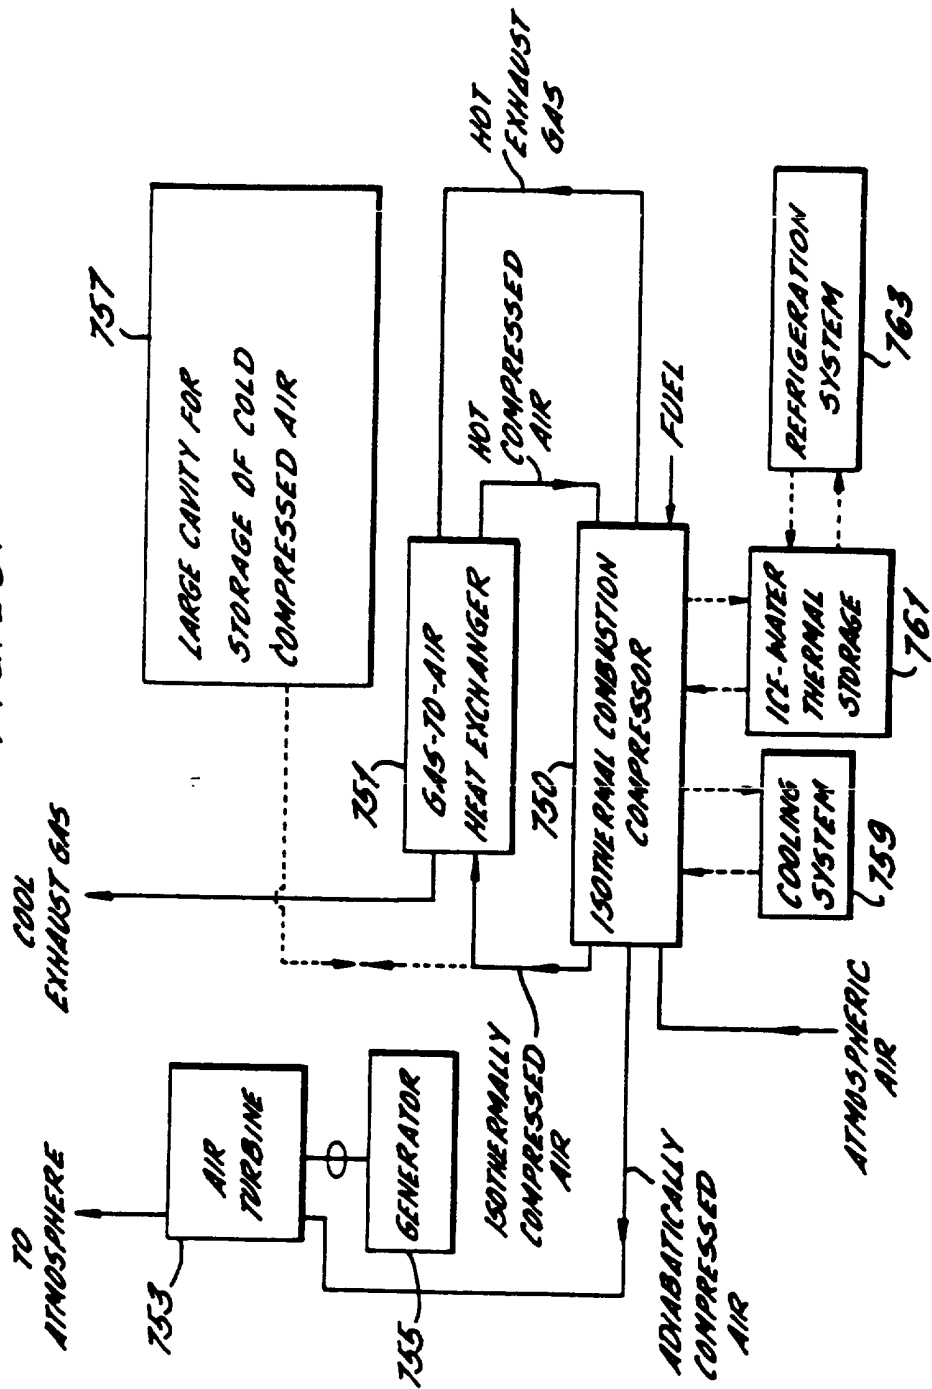 TO
ATMOSPHERE
COOL
EXHAUST GAS
757
LARGE CAVITY FOR
STORAGE OF COLD
COMPRESSED AIR
753
AIR
TURBINE
755
GENERATOR
751
GAS-TO-AIR
HEAT EXCHANGER
HOT
COMPRESSED
AIR
HOT
EXHAUST
GAS
ISOTHERMALLY
COMPRESSED
AIR
750
ISOTHERMAL COMBUSTION
COMPRESSOR
FUEL
ADIABATICALLY
COMPRESSED
AIR
ATMOSPHERIC
AIR
COOLING
SYSTEM
759
ICE-WATER
THERMAL
STORAGE
761
REFRIGERATION
SYSTEM
763